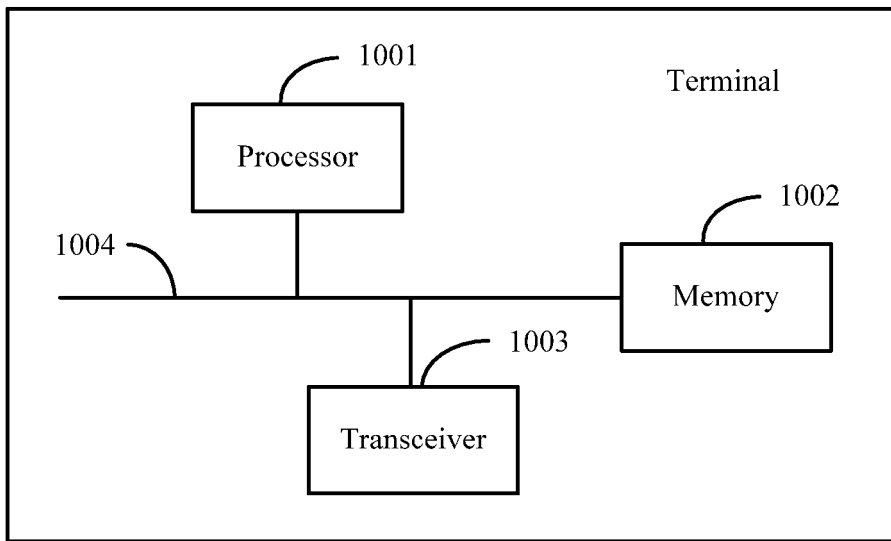 1001
Terminal
Processor
1002
1004
Memory
1003
Transceiver